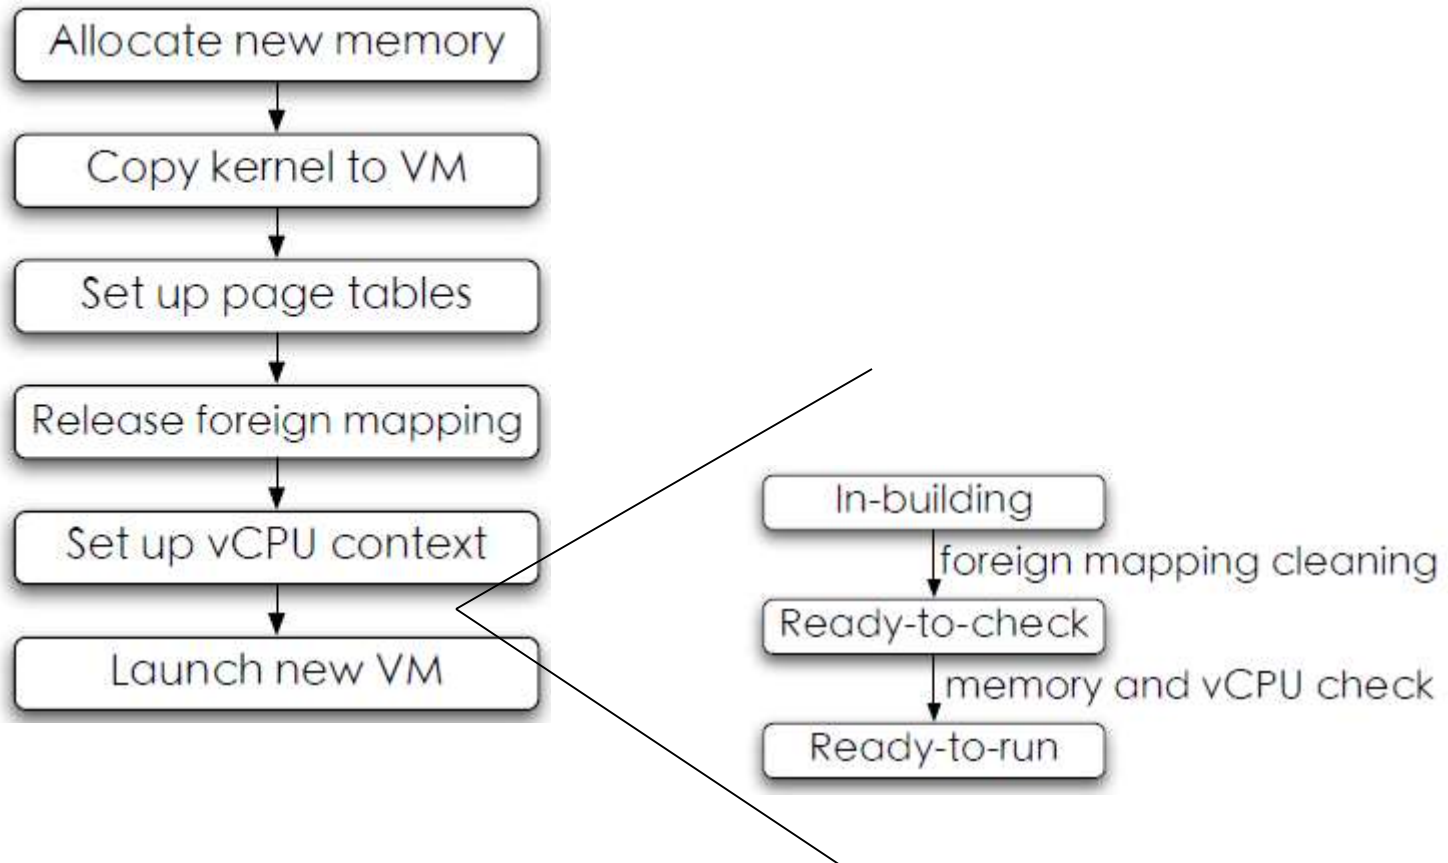 Allocate new memory
Copy kernel to VM
Set up page tables
Release foreign mapping
Set up vCPU context
Launch new VM
In-building
foreign mapping cleaning
Ready-to-check
memory and vCPU check
Ready-to-run